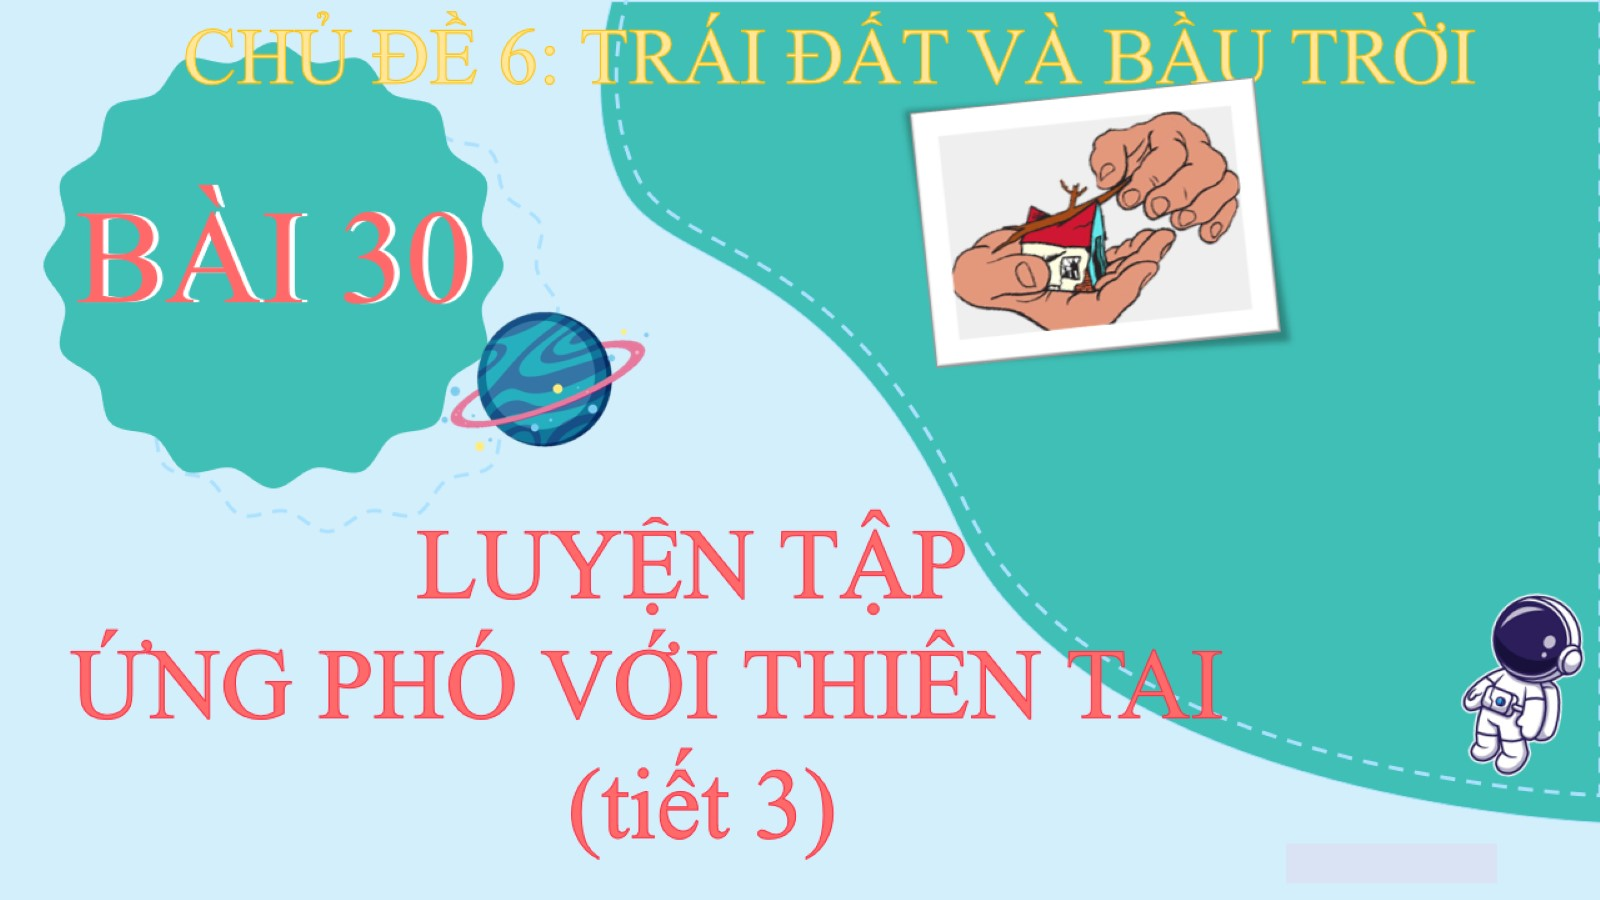 CHỦ ĐỀ 6: TRÁI ĐẤT VÀ BẦU TRỜI
BÀI 30
LUYỆN TẬP
ỨNG PHÓ VỚI THIÊN TAI
(tiết 3)